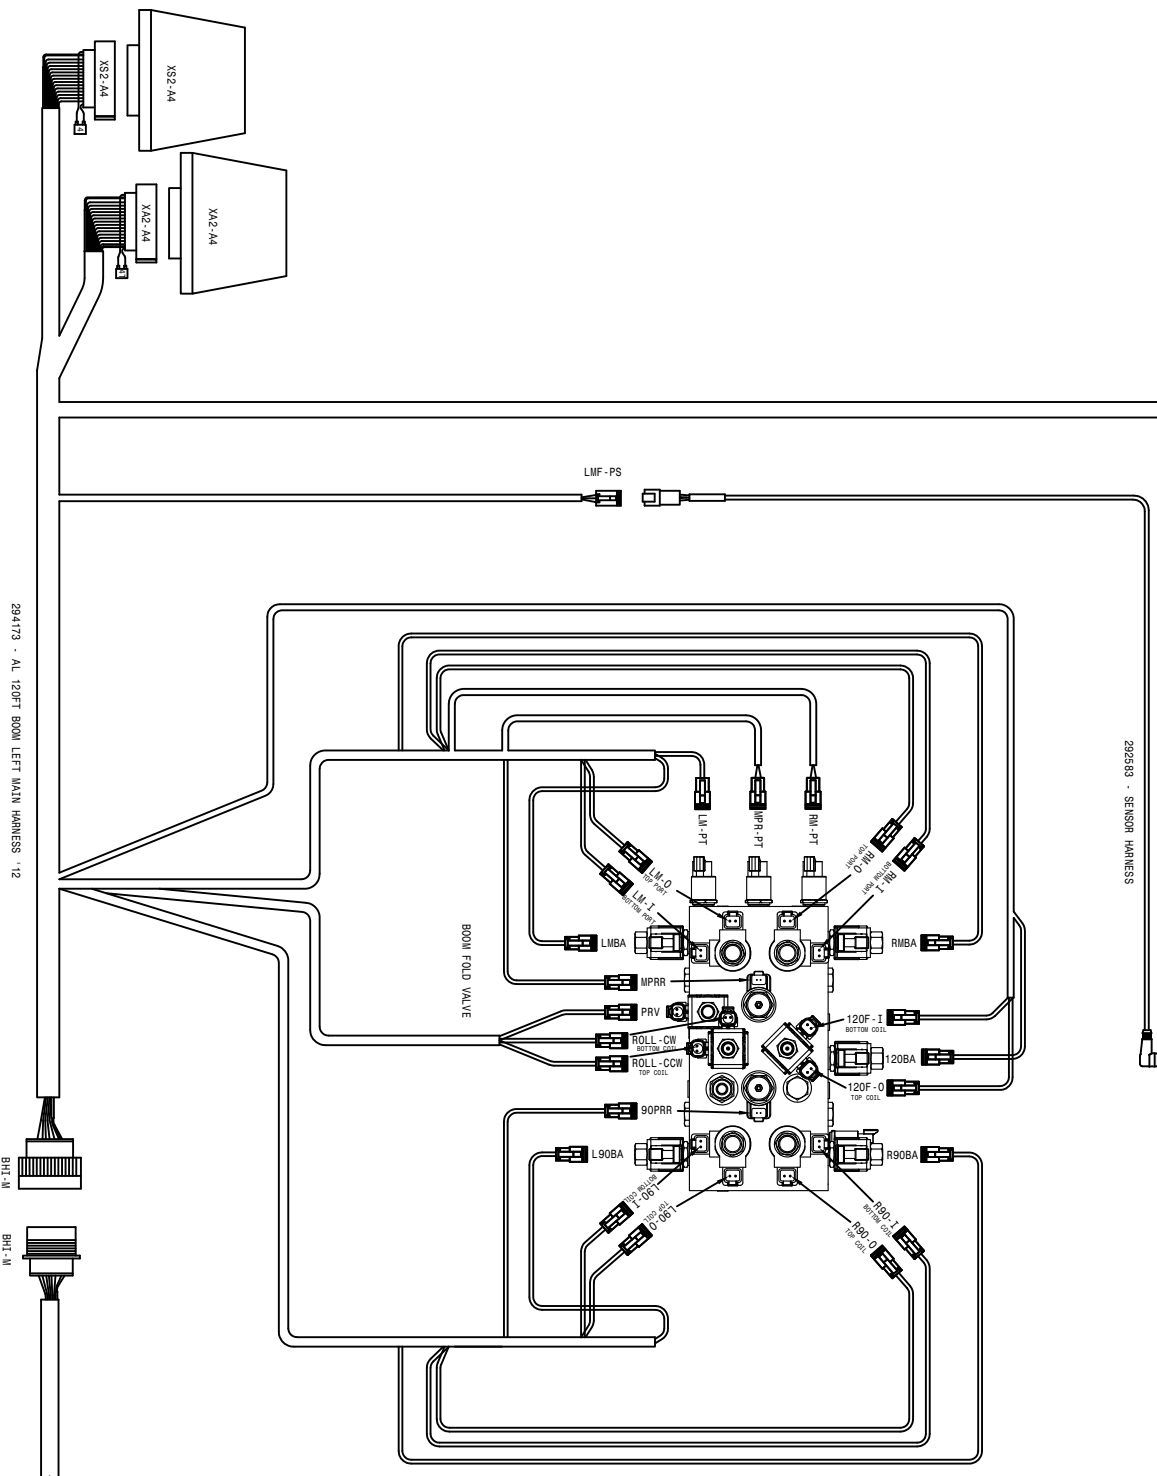 XS2-A4
XS2-A4
4
XA2-A4
XA2-A4
41
LMF-PS
292583 - SENSOR HARNESS
294173 - AL 120FT BOOM LEFT MAIN HARNESS '12
BOOM FOLD VALVE
LM-PT
MPR-PT
RM-PT
LM-O
TOP PORT
LM-I
BOTTOM PORT
RM-O
TOP PORT
RM-I
BOTTOM PORT
LMBA
RMBA
MPRR
PRV
ROLL-CW
BOTTOM COIL
ROLL-CCW
TOP COIL
120F-I
BOTTOM COIL
120BA
120F-O
TOP COIL
90PRR
L90BA
R90BA
L90-I
BOTTOM COIL
L90-O
TOP COIL
R90-I
BOTTOM COIL
R90-O
TOP COIL
BHI-M
BHI-M